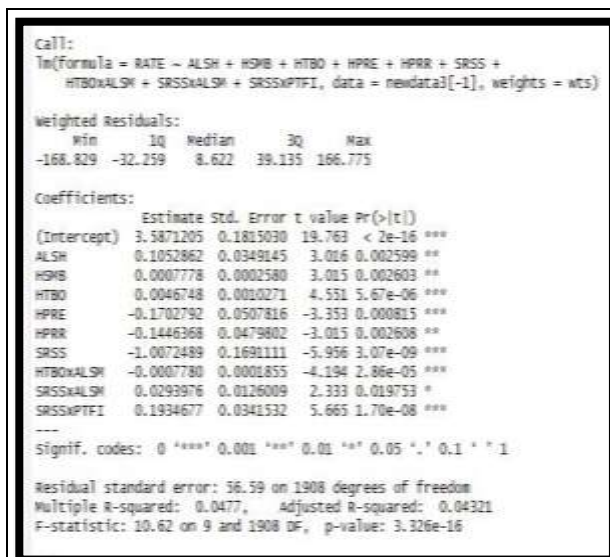 Call:
lm(formula = RATE ~ ALSM + HSMB + HTBO + HPRE + HPRR + SRSS +
HTBOxALSM + SRSSxALSM + SRSSxPTFI, data = newdata3[-1], weights = wts)
Weighted Residuals:
Min 1Q Median 3Q Max
-168.829 -32.259 8.622 39.135 166.775
Coefficients:
Estimate Std. Error t value Pr(>|t|)
(Intercept) 3.5871205 0.1815030 19.763 < 2e-16 ***
ALSM 0.1052862 0.0349145 3.016 0.002599 **
HSMB 0.0007778 0.0002580 3.015 0.002603 **
HTBO 0.0046748 0.0010271 4.551 5.67e-06 ***
HPRE -0.1702792 0.0507816 -3.353 0.000815 ***
HPRR -0.1446368 0.0479802 -3.015 0.002608 **
SRSS -1.0072489 0.1691111 -5.956 3.07e-09 ***
HTBOxALSM -0.0007780 0.0001855 -4.194 2.86e-05 ***
SRSSxALSM 0.0293976 0.0126009 2.333 0.019753 *
SRSSxPTFI 0.1934677 0.0341532 5.665 1.70e-08 ***
---
Signif. codes: 0 '***' 0.001 '**' 0.01 '*' 0.05 '.' 0.1 ' ' 1
Residual standard error: 56.59 on 1908 degrees of freedom
Multiple R-squared: 0.0477, Adjusted R-squared: 0.04321
F-statistic: 10.62 on 9 and 1908 DF, p-value: 3.326e-16